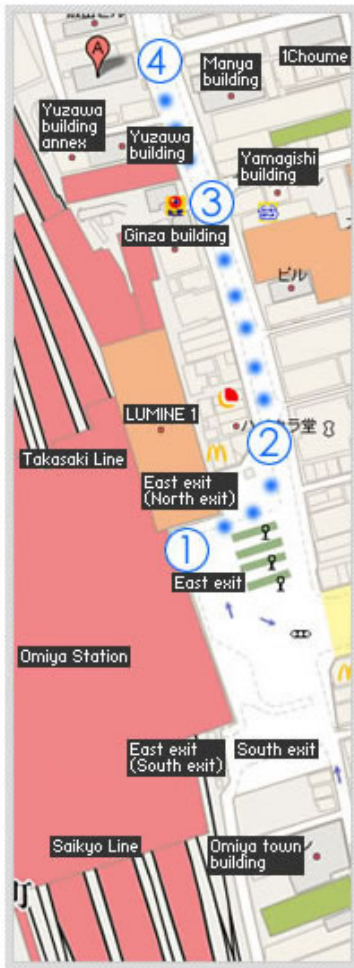 A
4
Manya
building
1Choume
Yuzawa
building
annex
Yuzawa
building
Yamagishi
building
3
Ginza building
ビル
LUMINE 1
2
Takasaki Line
East exit
(North exit)
1
East exit
Omiya Station
East exit
(South exit)
South exit
Saikyo Line
Omiya town
building
町